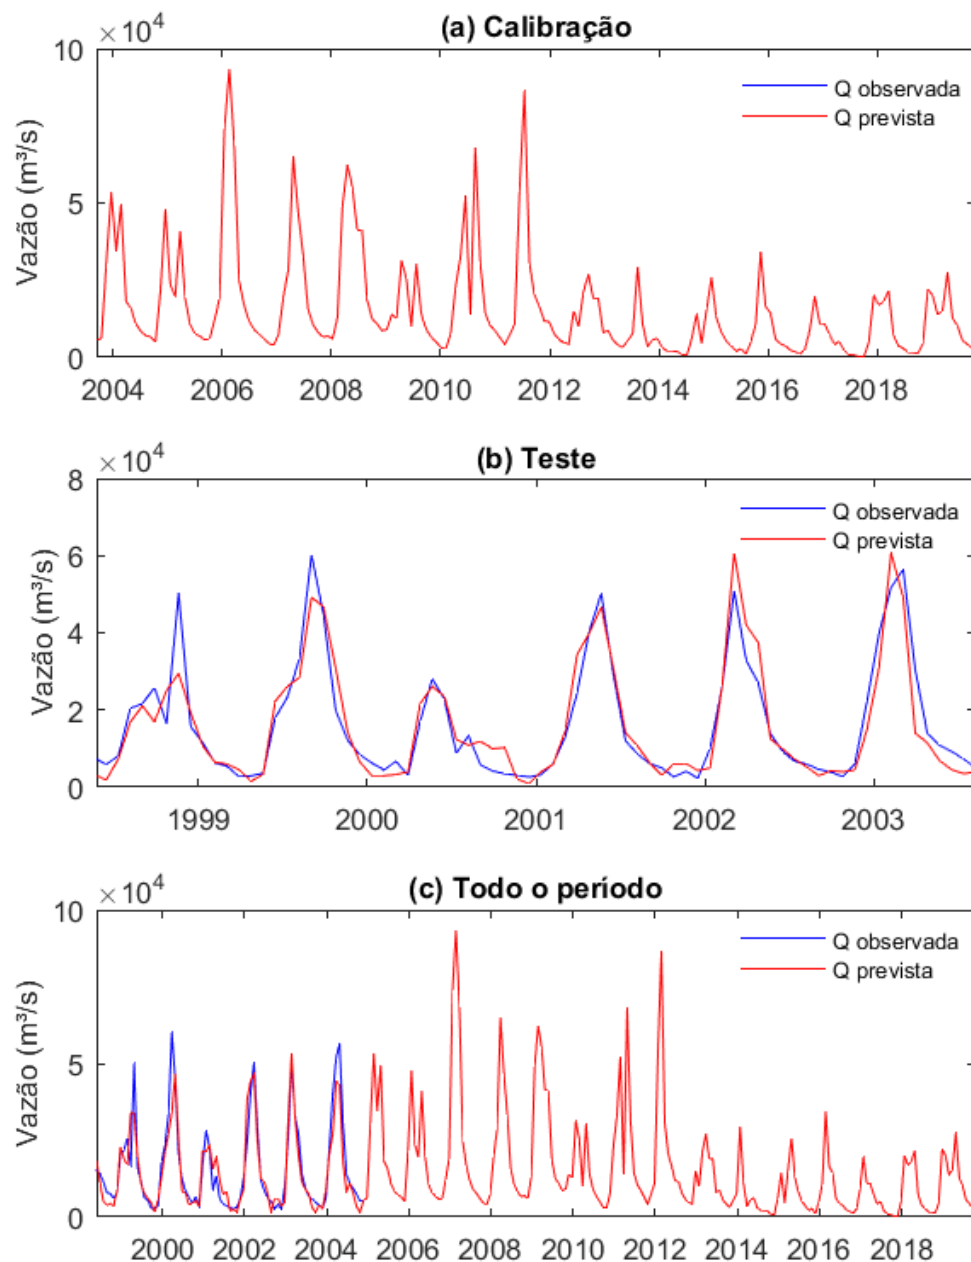 (a) Calibração
×10⁴
10
5
0
Vazão (m³/s)
Q observada
Q prevista
2004 2006 2008 2010 2012 2014 2016 2018
(b) Teste
×10⁴
8
6
4
2
0
Vazão (m³/s)
Q observada
Q prevista
1999 2000 2001 2002 2003
(c) Todo o período
×10⁴
10
5
0
Vazão (m³/s)
Q observada
Q prevista
2000 2002 2004 2006 2008 2010 2012 2014 2016 2018